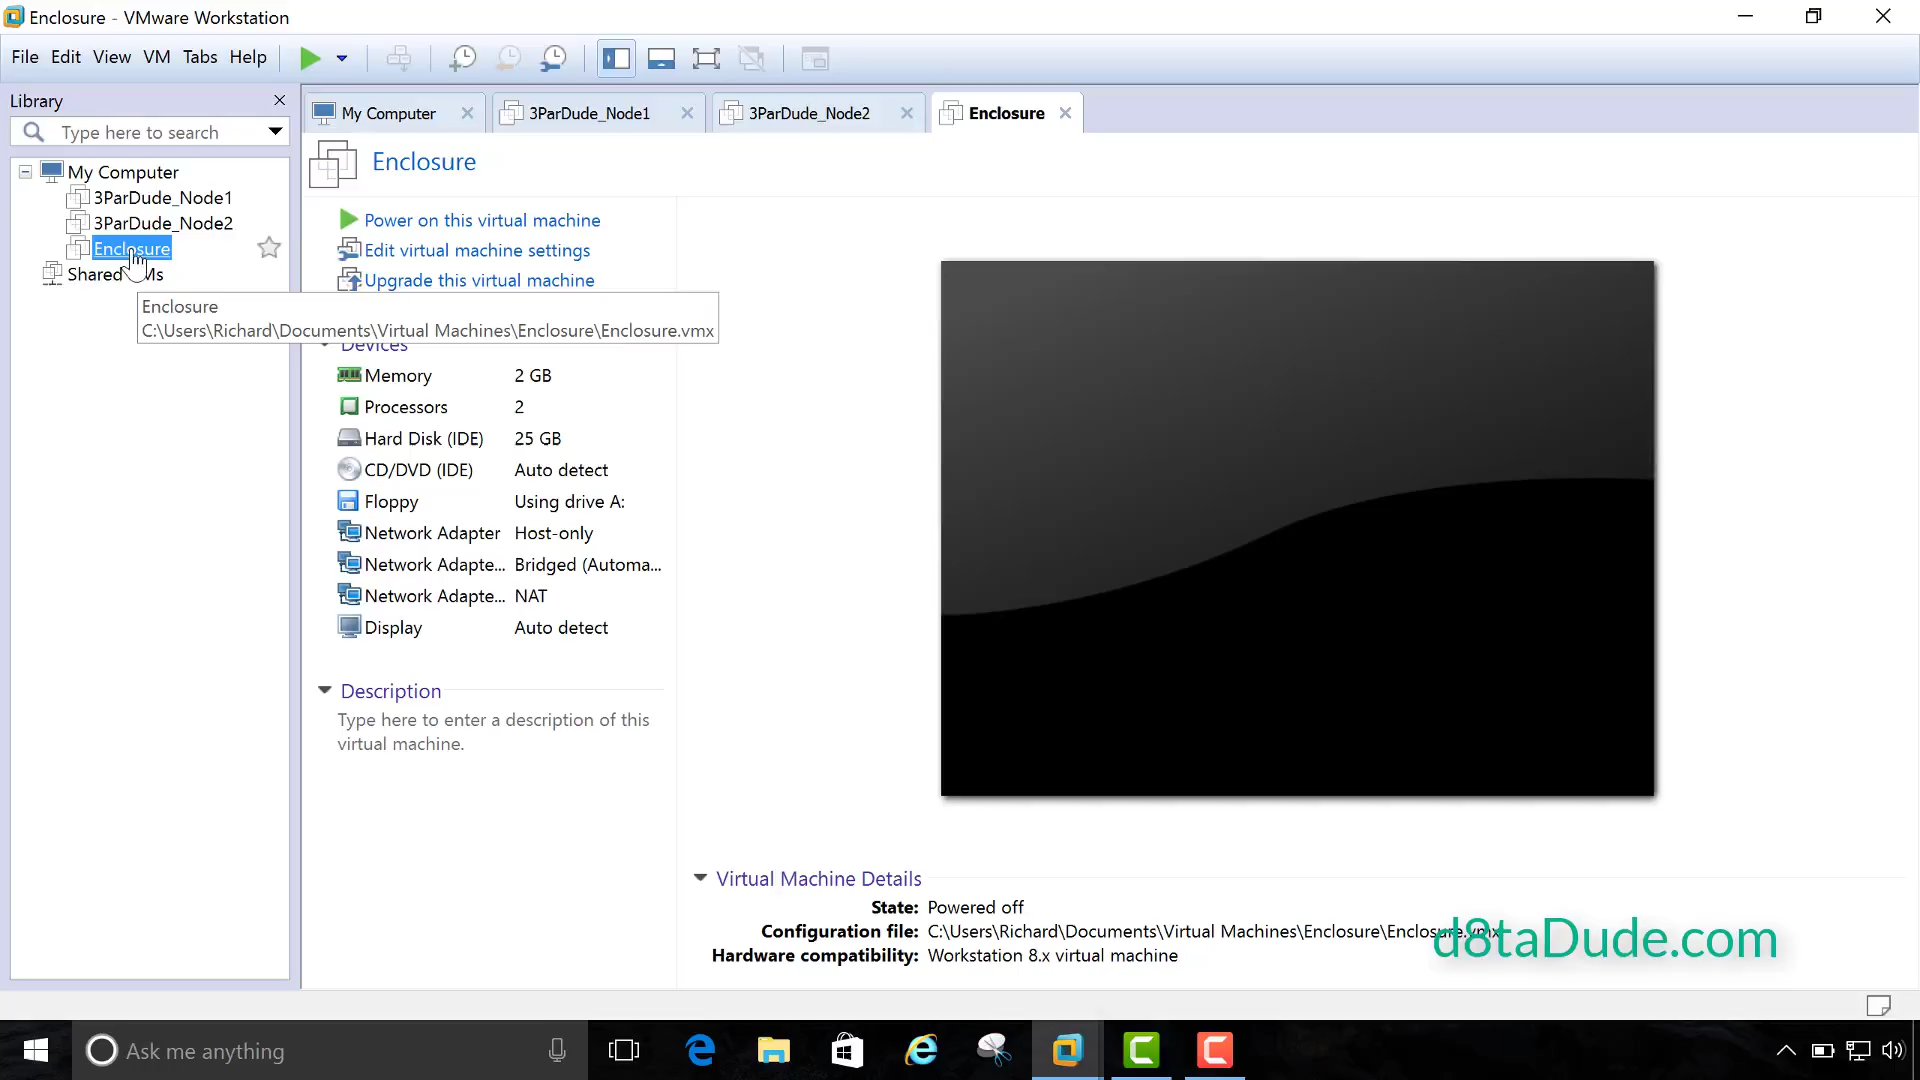 Enclosure - VMware Workstation
File Edit View VM Tabs Help
Library
Type here to search
My Computer
3ParDude_Node1
3ParDude_Node2
Enclosure
Shared Ms
My Computer
3ParDude_Node1
3ParDude_Node2
Enclosure
Enclosure
Power on this virtual machine
Edit virtual machine settings
Upgrade this virtual machine
Enclosure
C:\Users\Richard\Documents\Virtual Machines\Enclosure\Enclosure.vmx
Devices
Memory 2 GB
Processors 2
Hard Disk (IDE) 25 GB
CD/DVD (IDE) Auto detect
Floppy Using drive A:
Network Adapter Host-only
Network Adapte... Bridged (Automa...
Network Adapte... NAT
Display Auto detect
Description
Type here to enter a description of this
virtual machine.
Virtual Machine Details
State: Powered off
Configuration file: C:\Users\Richard\Documents\Virtual Machines\Enclosure\Enclosure.vmx
Hardware compatibility: Workstation 8.x virtual machine
d8taDude.com
Ask me anything